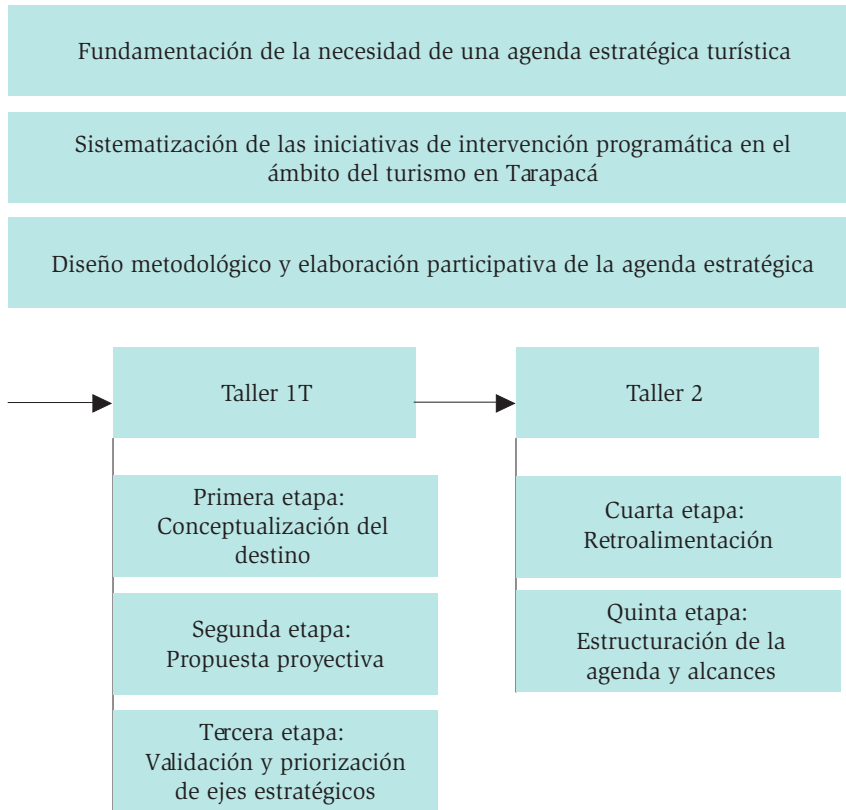 Fundamentación de la necesidad de una agenda estratégica turística
Sistematización de las iniciativas de intervención programática en el
ámbito del turismo en Tarapacá
Diseño metodológico y elaboración participativa de la agenda estratégica
Taller 1T
Taller 2
Primera etapa:
Conceptualización del
destino
Segunda etapa:
Propuesta proyectiva
Tercera etapa:
Validación y priorización
de ejes estratégicos
Cuarta etapa:
Retroalimentación
Quinta etapa:
Estructuración de la
agenda y alcances